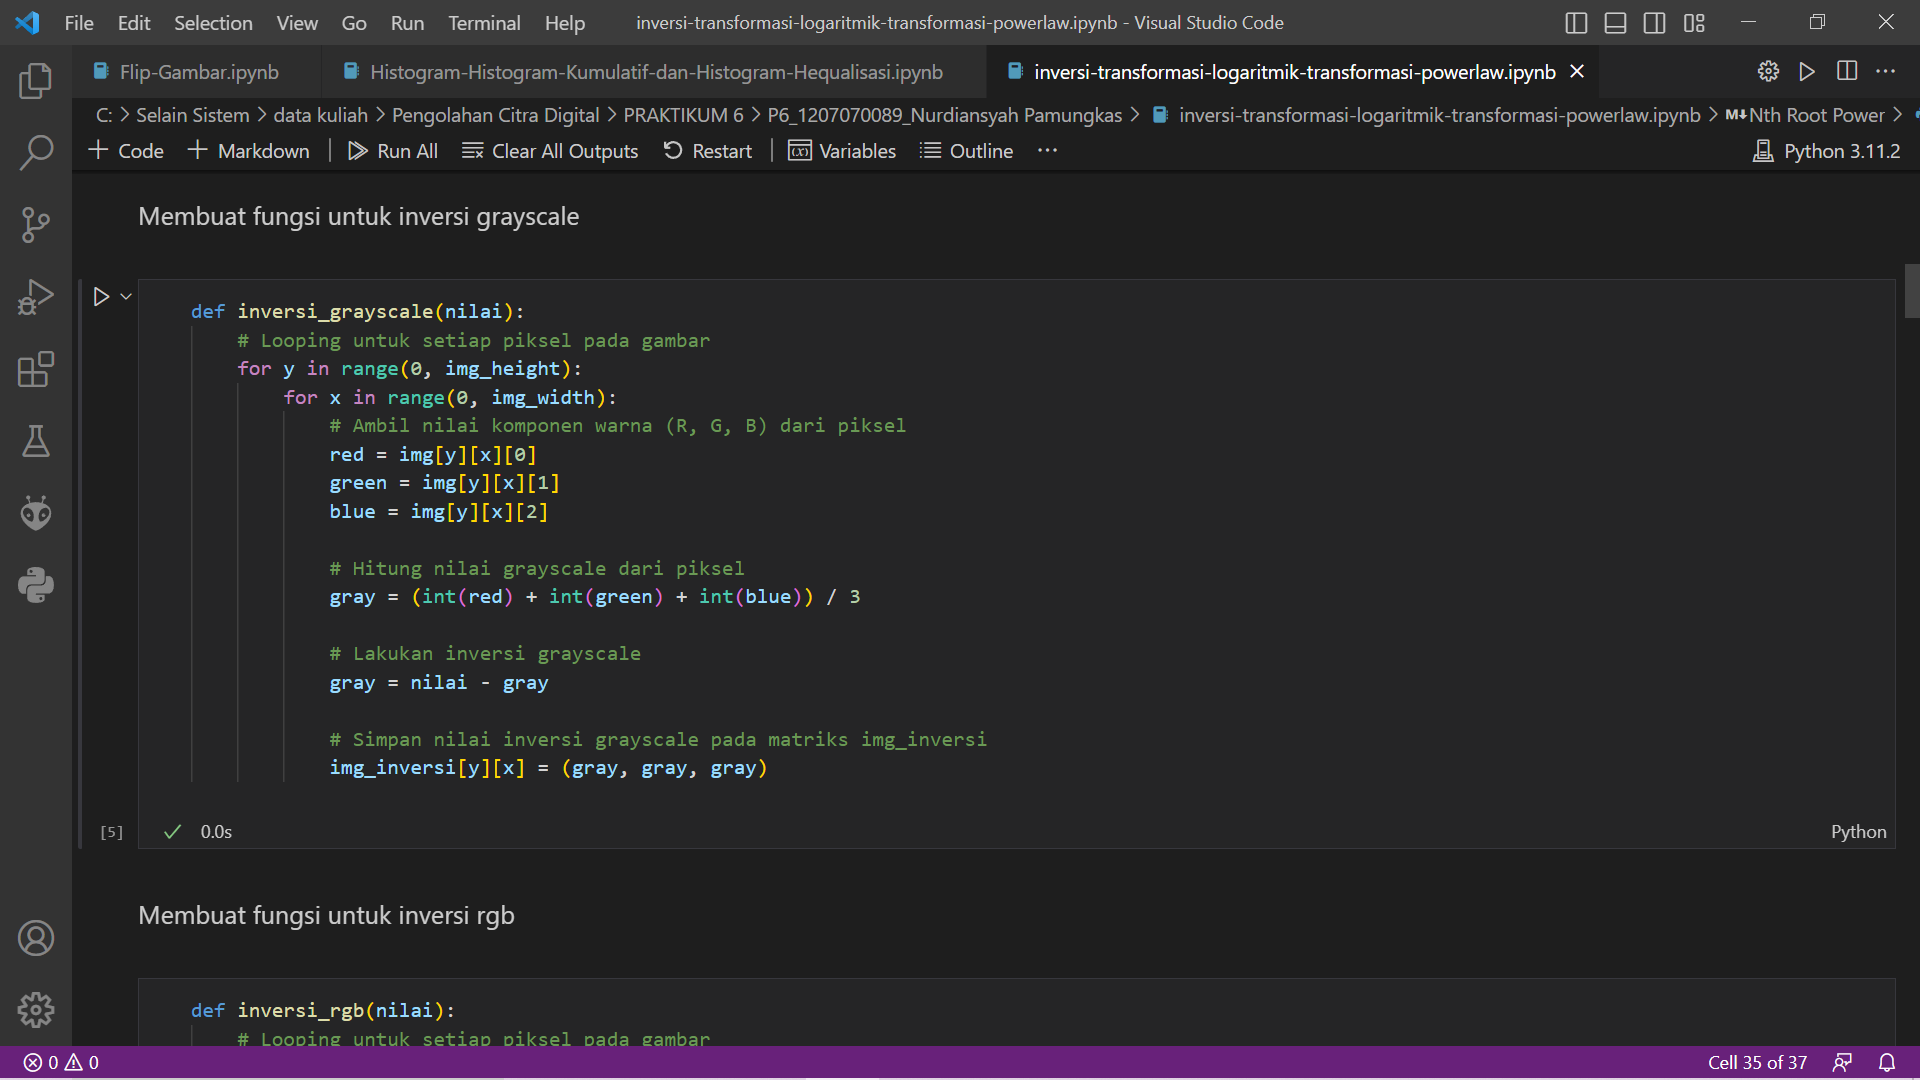 File Edit Selection View Go Run Terminal Help inversi-transformasi-logaritmik-transformasi-powerlaw.ipynb - Visual Studio Code
Flip-Gambar.ipynb Histogram-Histogram-Kumulatif-dan-Histogram-Hequalisasi.ipynb inversi-transformasi-logaritmik-transformasi-powerlaw.ipynb
C: > Selain Sistem > data kuliah > Pengolahan Citra Digital > PRAKTIKUM 6 > P6_1207070089_Nurdiansyah Pamungkas > inversi-transformasi-logaritmik-transformasi-powerlaw.ipynb > M↓Nth Root Power >
+ Code + Markdown | Run All Clear All Outputs Restart | Variables Outline ··· Python 3.11.2
Membuat fungsi untuk inversi grayscale
def inversi_grayscale(nilai):
    # Looping untuk setiap piksel pada gambar
    for y in range(0, img_height):
        for x in range(0, img_width):
            # Ambil nilai komponen warna (R, G, B) dari piksel
            red = img[y][x][0]
            green = img[y][x][1]
            blue = img[y][x][2]
            # Hitung nilai grayscale dari piksel
            gray = (int(red) + int(green) + int(blue)) / 3
            # Lakukan inversi grayscale
            gray = nilai - gray
            # Simpan nilai inversi grayscale pada matriks img_inversi
            img_inversi[y][x] = (gray, gray, gray)
[5] ✓ 0.0s Python
Membuat fungsi untuk inversi rgb
def inversi_rgb(nilai):
    # Looping untuk setiap piksel pada gambar
0 0 Cell 35 of 37